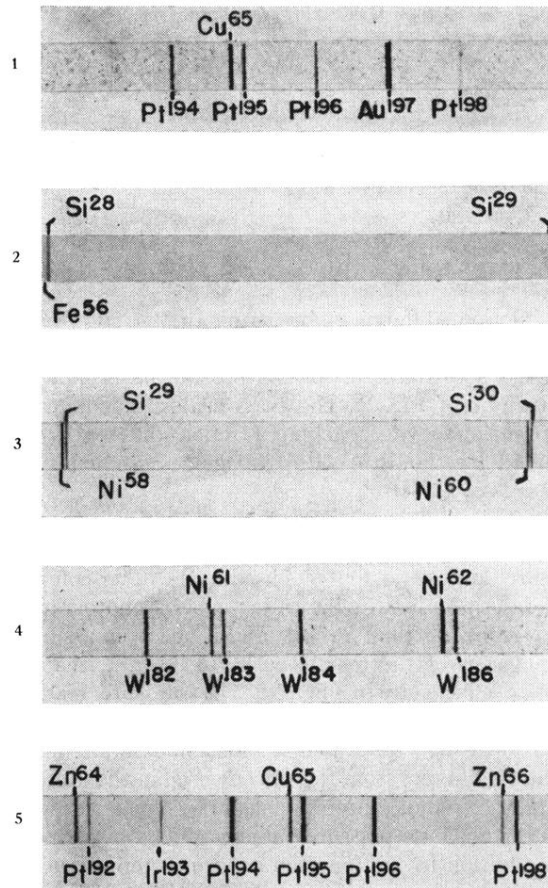 Cu65
1
Pt194 Pt195 Pt196 Au197 Pt198
Si28 Si29
2
Fe56
Si29 Si30
3
Ni58 Ni60
Ni61 Ni62
4
W182 W183 W184 W186
Zn64 Cu65 Zn66
5
Pt192 Ir193 Pt194 Pt195 Pt196 Pt198